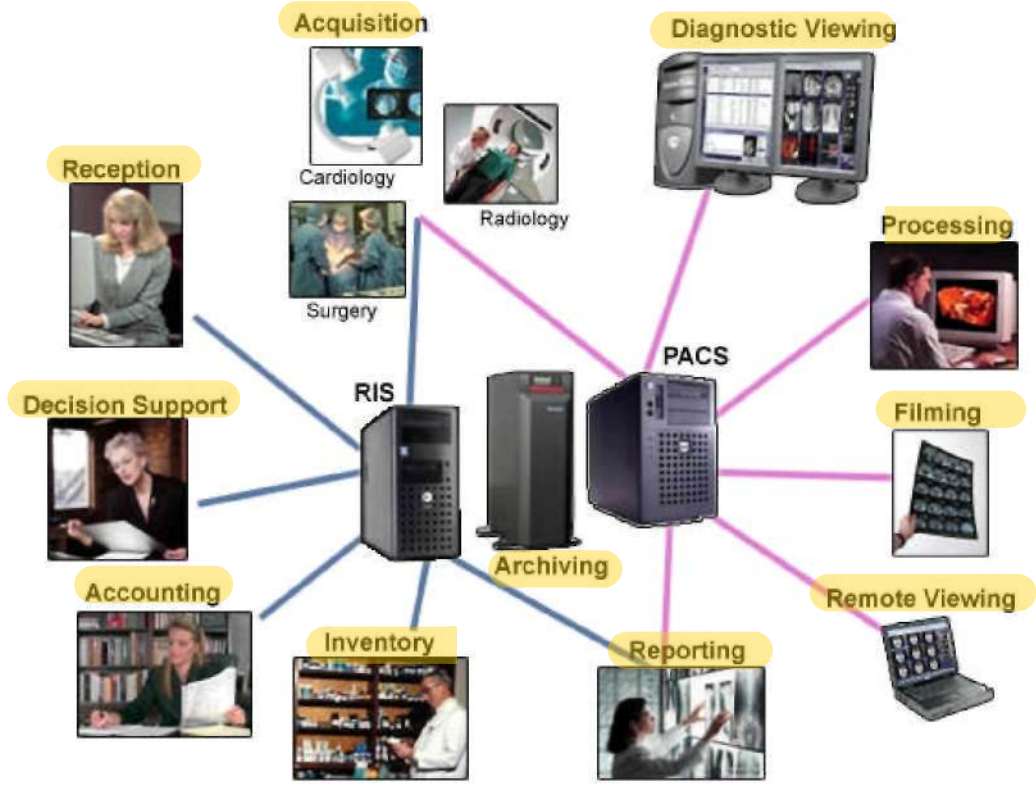 Acquisition
Diagnostic Viewing
Reception
Cardiology
Radiology
Processing
Surgery
PACS
RIS
Decision Support
Filming
Archiving
Accounting
Remote Viewing
Inventory
Reporting